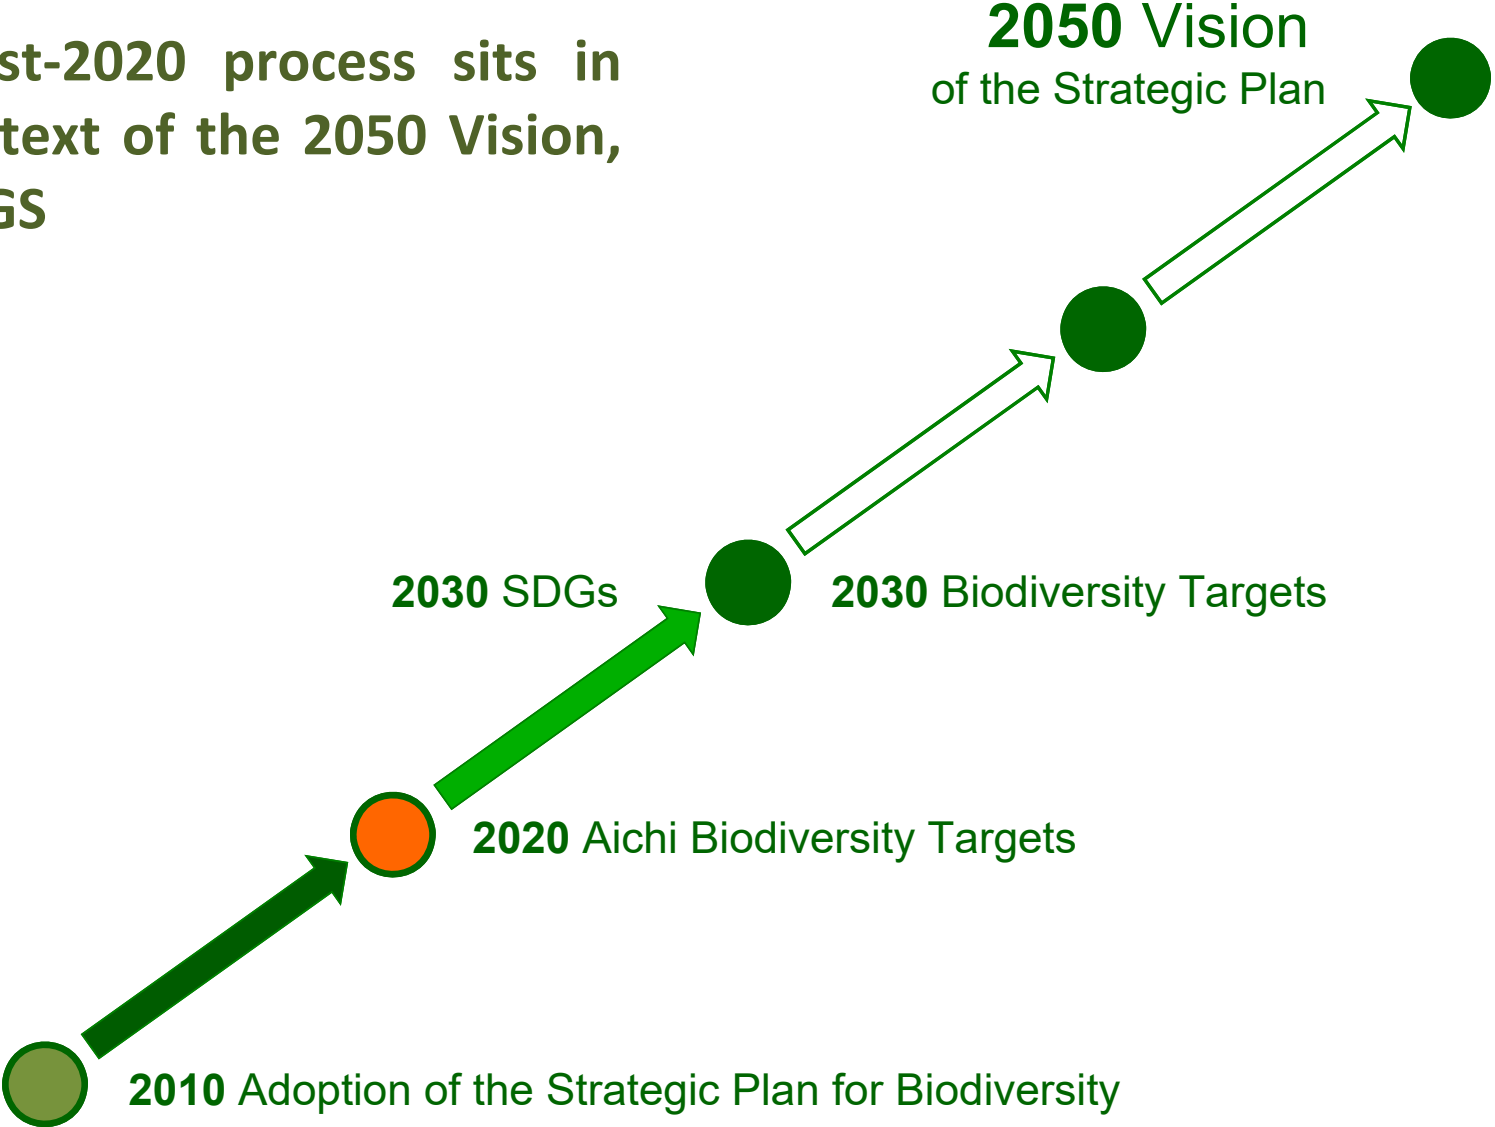 st-2020 process sits in
text of the 2050 Vision,
GS
2050 Vision
of the Strategic Plan
2030 SDGs
2030 Biodiversity Targets
2020 Aichi Biodiversity Targets
2010 Adoption of the Strategic Plan for Biodiversity